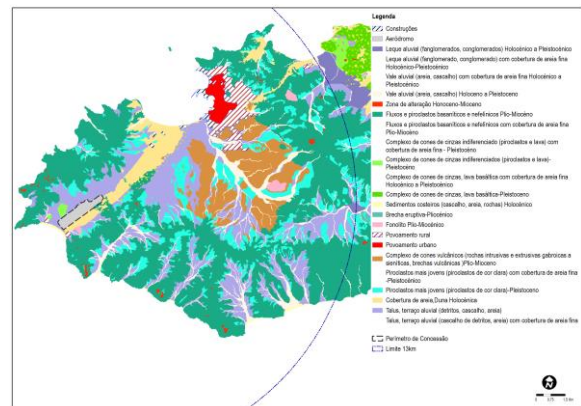 Legenda
Construções
Aeródromo
Leque aluvial (fanglomerados, conglomerados) Holocénico a Pleistocénico
Leque aluvial (fanglomerado, conglomerado) com cobertura de areia fina
Holocénico-Pleistocénico
Vale aluvial (areia, cascalho) com cobertura de areia fina Holocénico a
Pleistocénico
Vale aluvial (areia, cascalho) Holoceno a Pleistoceno
Zona de alteração Honoceno-Mioceno
Fluxos e piroclastos basaníticos e nefelínicos Plio-Mioceno
Fluxos e piroclastos basaníticos e nefelínicos com cobertura de areia fina
Plio-Miocéno
Complexo de cones de cinzas indiferenciado (piroclastos e lava) com
cobertura de areia fina - Pleistocéno
Complexo de cones de cinzas indiferenciados (piroclastos e lava)-
Pleistoceno
Complexo de cones de cinzas, lava basáltica com cobertura de areia fina
Holocénico a Pleistocénico
Complexo de cones de cinzas, lava basáltica-Pleistoceno
Sedimentos costeiros (cascalho, areia, rochas) Holocénico
Brecha eruptiva-Pliocénico
Fonolito Plio-Miocénico
Povoamento rural
Povoamento urbano
Complexo de cones vulcânicos (rochas intrusivas e extrusivas gabroicas a
sieníticas, brechas vulcânicas )Plio-Mioceno
Piroclastos mais jovens (piroclastos de cor clara) com cobertura de areia fina
-Pleistocénico
Piroclastos mais jovens (piroclastos de cor clara)-Pleistoceno
Cobertura de areia,Duna Holocénica
Talus, terraço aluvial (detritos, cascalho, areia)
Talus, terraço aluvial (cascalho de detritos, areia) com cobertura de areia fina
Perímetro de Concessão
Limite 13km